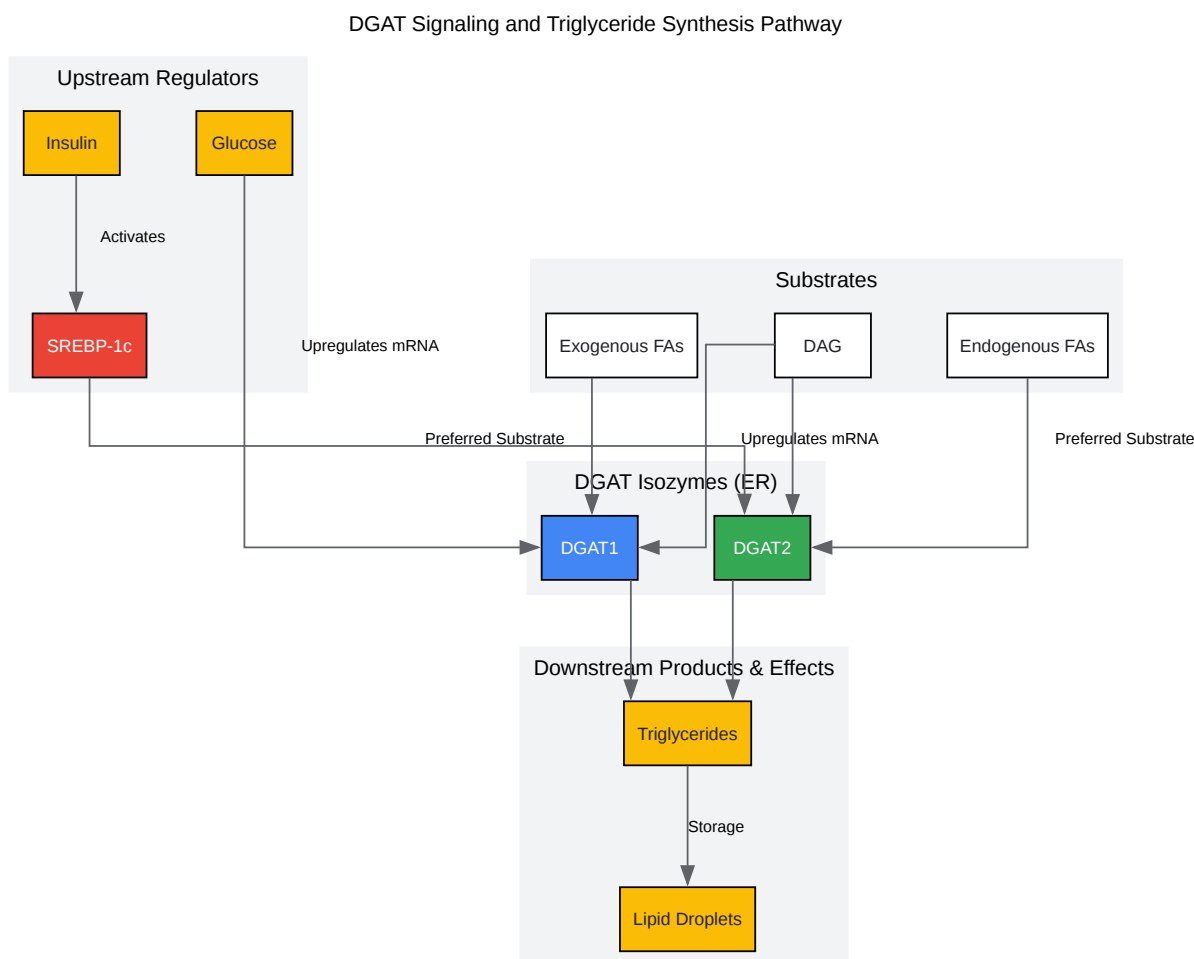 DGAT Signaling and Triglyceride Synthesis Pathway
Upstream Regulators
Insulin
Glucose
Activates
Substrates
SREBP-1c
Upregulates mRNA
Exogenous FAs
DAG
Endogenous FAs
Preferred Substrate
Upregulates mRNA
Preferred Substrate
DGAT Isozymes (ER)
DGAT1
DGAT2
Downstream Products & Effects
Triglycerides
Storage
Lipid Droplets